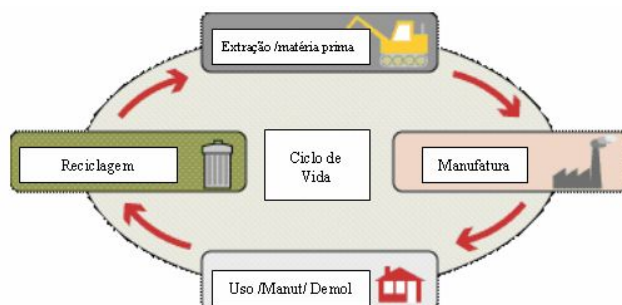 Extração /matéria prima
Reciclagem
Ciclo de
Vida
Manufatura
Uso /Manut/ Demol